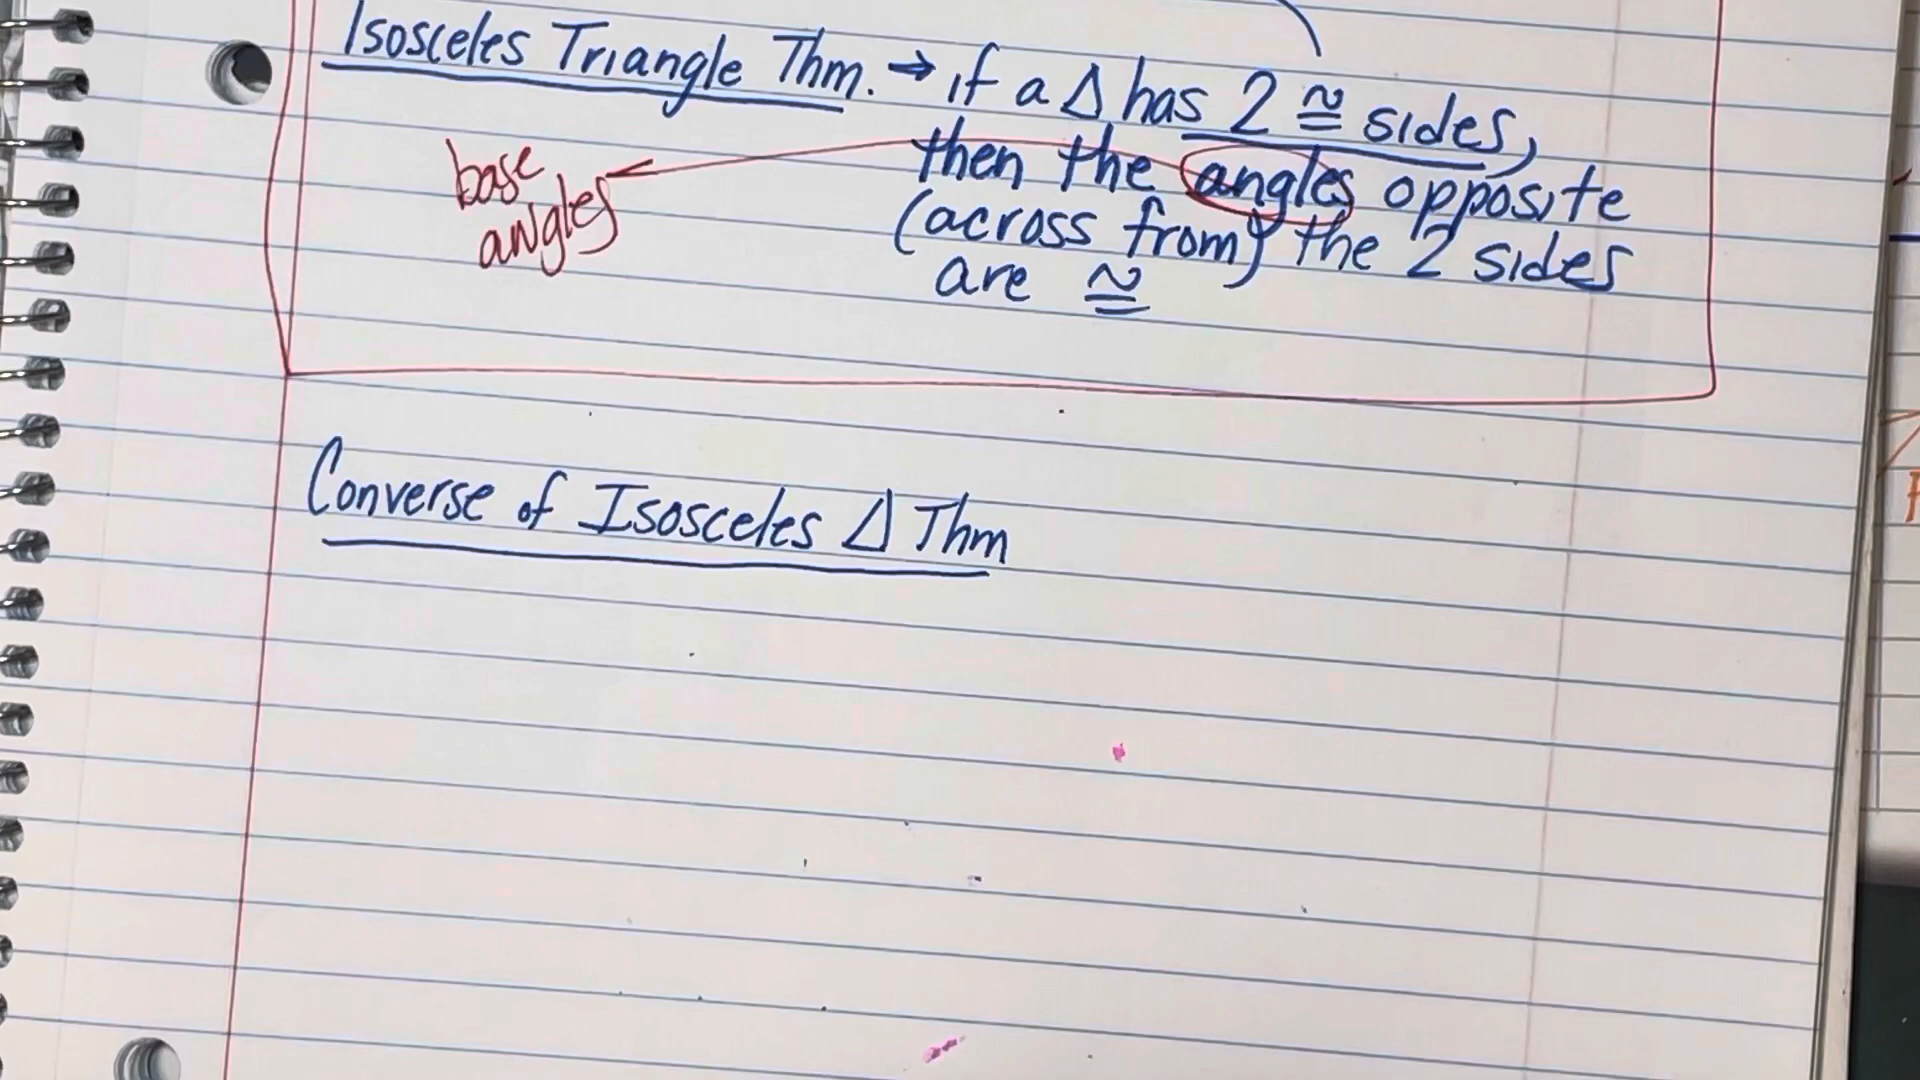 Isosceles Triangle Thm. → if a Δ has 2 ≅ sides,
then the angles opposite
(across from) the 2 sides
are ≅
base
angles
Converse of Isosceles Δ Thm